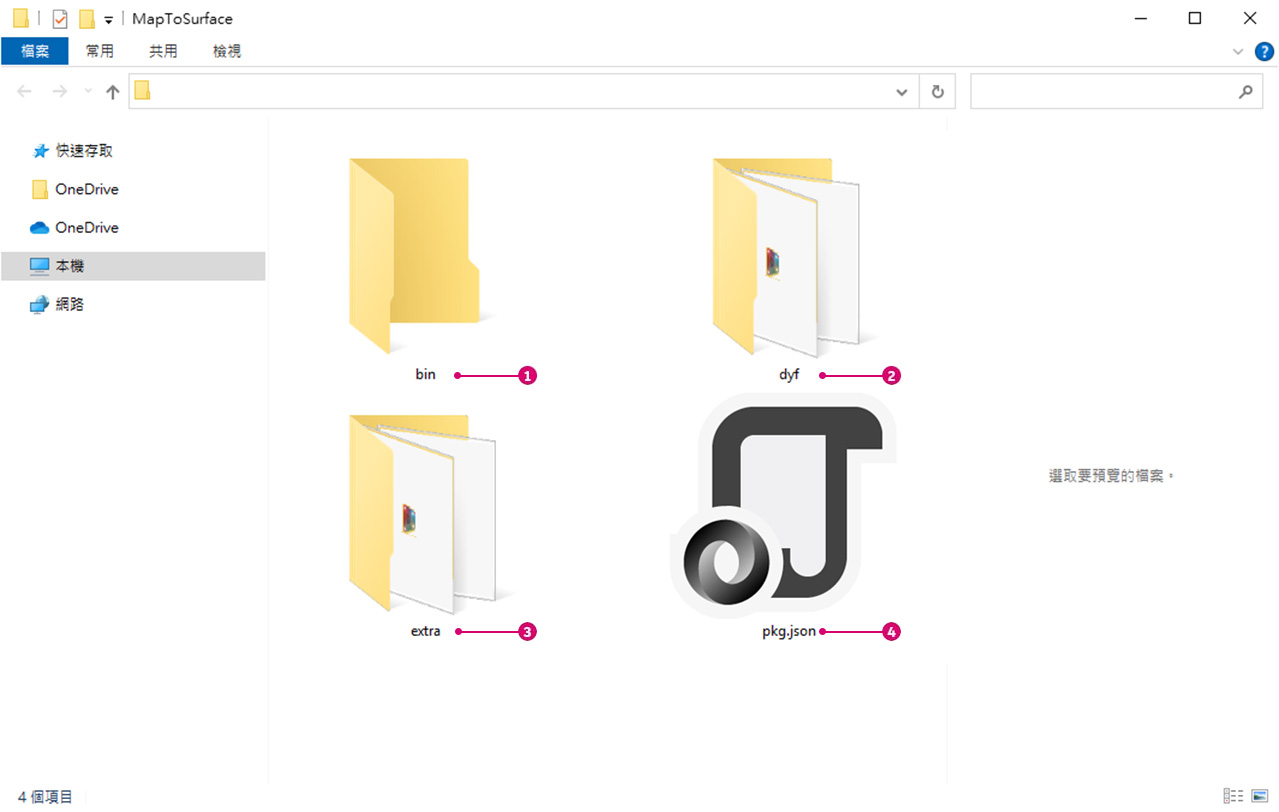 MapToSurface
檔案 常用 共用 檢視
?
快速存取
OneDrive
OneDrive
本機
網路
bin 1
dyf 2
extra 3
pkg.json 4
選取要預覽的檔案。
4 個項目